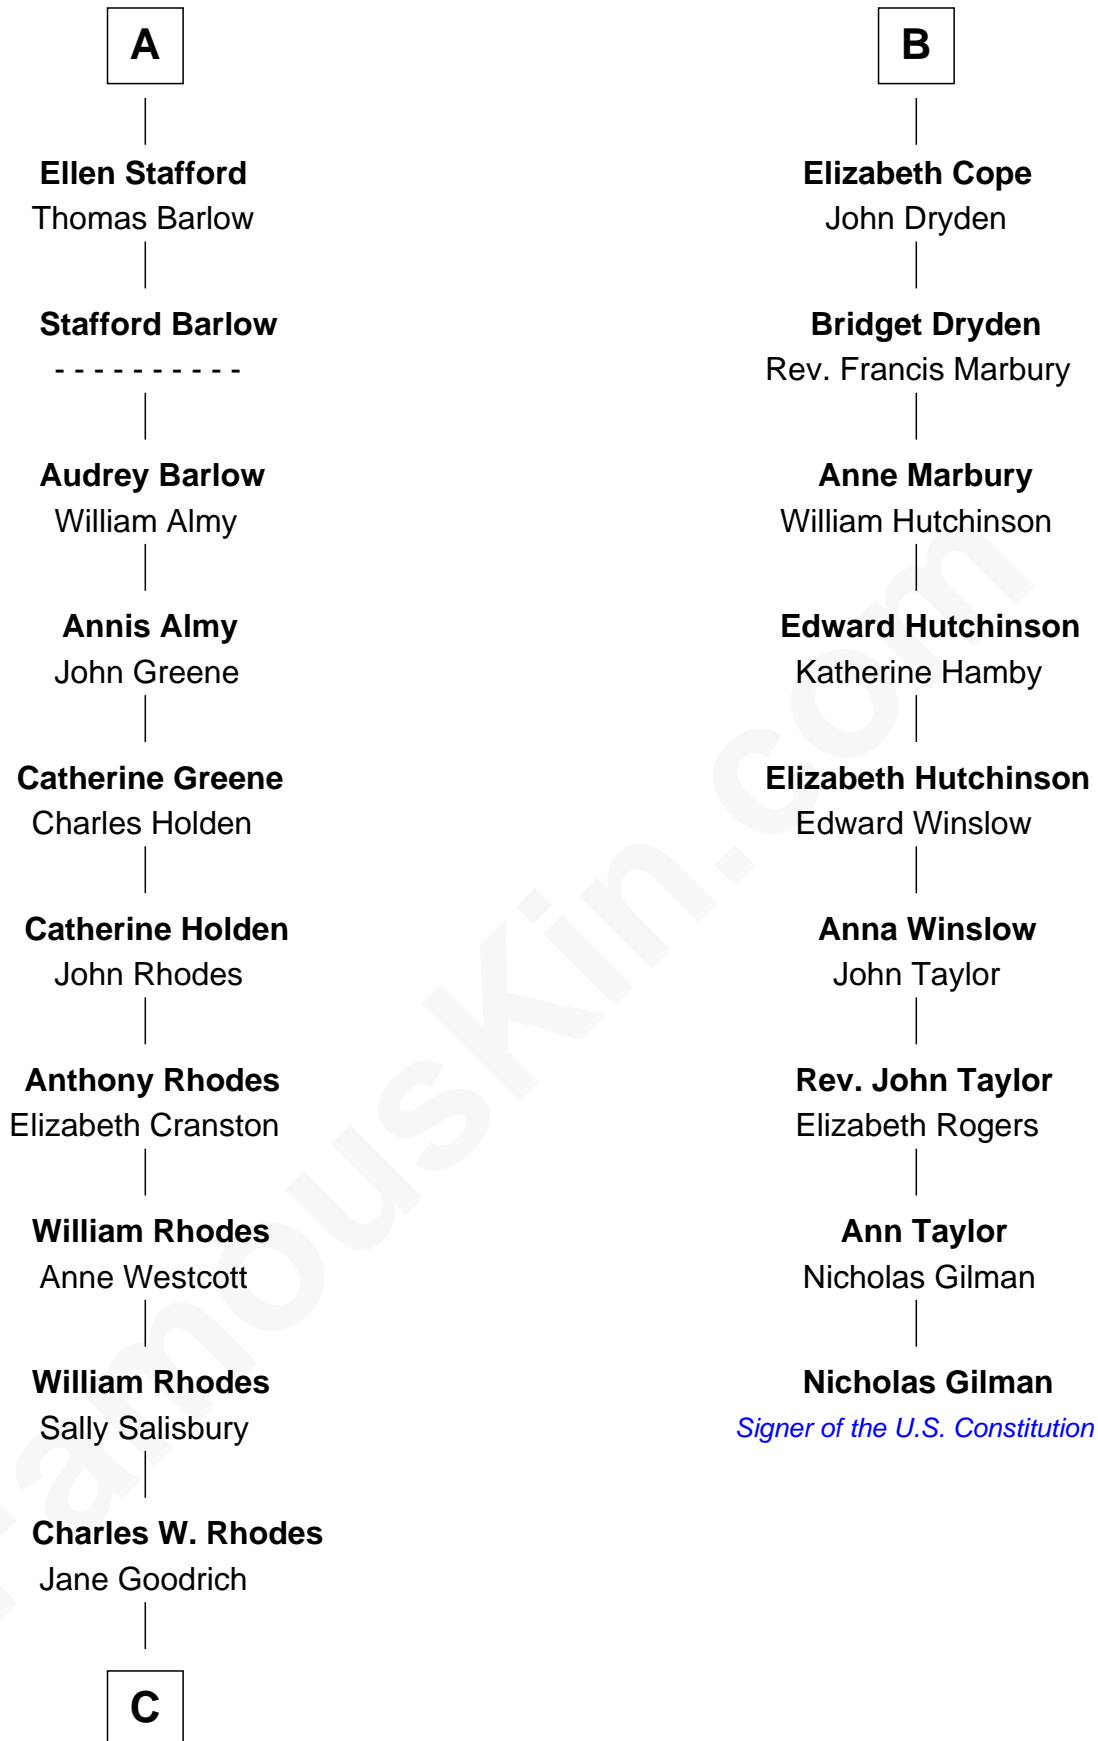 A
Ellen Stafford
Thomas Barlow
Stafford Barlow
- - - - - - - - - -
Audrey Barlow
William Almy
Annis Almy
John Greene
Catherine Greene
Charles Holden
Catherine Holden
John Rhodes
Anthony Rhodes
Elizabeth Cranston
William Rhodes
Anne Westcott
William Rhodes
Sally Salisbury
Charles W. Rhodes
Jane Goodrich
C
B
Elizabeth Cope
John Dryden
Bridget Dryden
Rev. Francis Marbury
Anne Marbury
William Hutchinson
Edward Hutchinson
Katherine Hamby
Elizabeth Hutchinson
Edward Winslow
Anna Winslow
John Taylor
Rev. John Taylor
Elizabeth Rogers
Ann Taylor
Nicholas Gilman
Nicholas Gilman
Signer of the U.S. Constitution
FamousKin.com